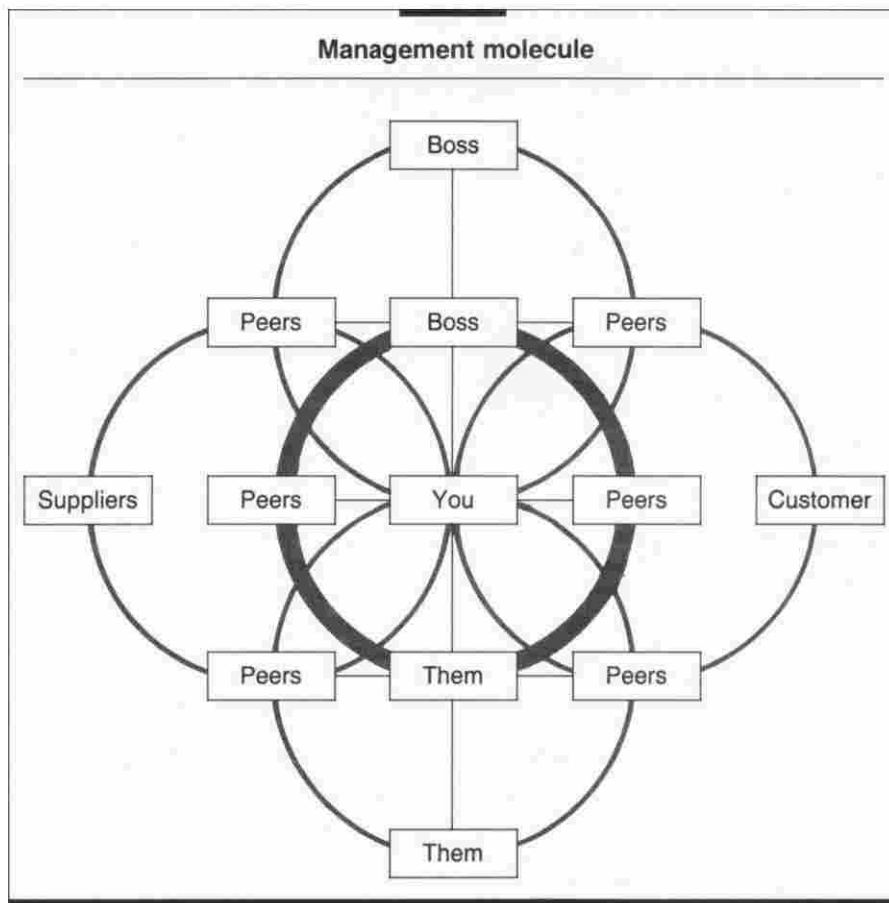 Management molecule
Boss
Peers Boss Peers
Suppliers Peers You Peers Customer
Peers Them Peers
Them